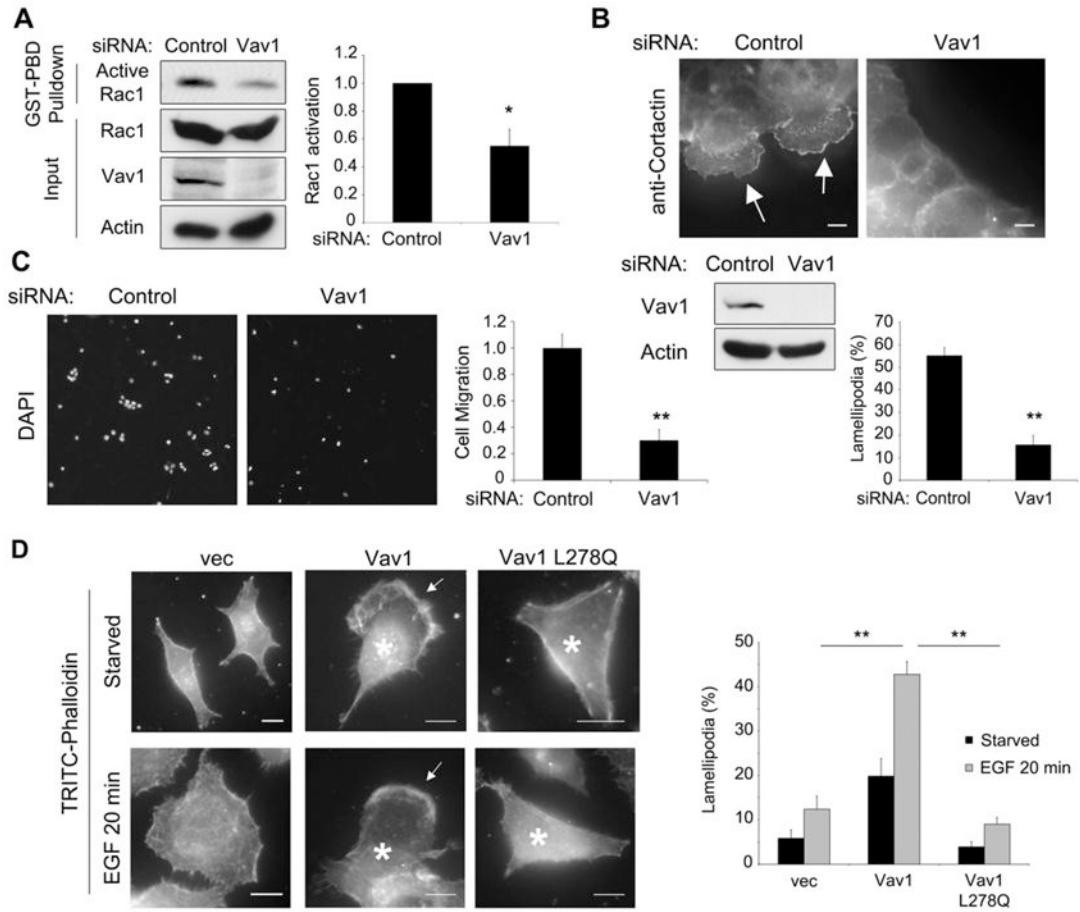 A
siRNA: Control Vav1
GST-PBD
Pulldown
Active
Rac1
Input
Rac1
Vav1
Actin
Rac1 activation
1.2
1
0.8
0.6
0.4
0.2
0
*
siRNA: Control Vav1
B
siRNA: Control Vav1
anti-Cortactin
siRNA: Control Vav1
Vav1
Actin
Lamellipodia (%)
70
60
50
40
30
20
10
0
**
siRNA: Control Vav1
C
siRNA: Control Vav1
DAPI
Cell Migration
1.2
1
0.8
0.6
0.4
0.2
0
**
siRNA: Control Vav1
D
vec Vav1 Vav1 L278Q
TRITC-Phalloidin
Starved
* *
EGF 20 min
* *
Lamellipodia (%)
50
40
30
20
10
0
** **
Starved
EGF 20 min
vec Vav1 Vav1
L278Q